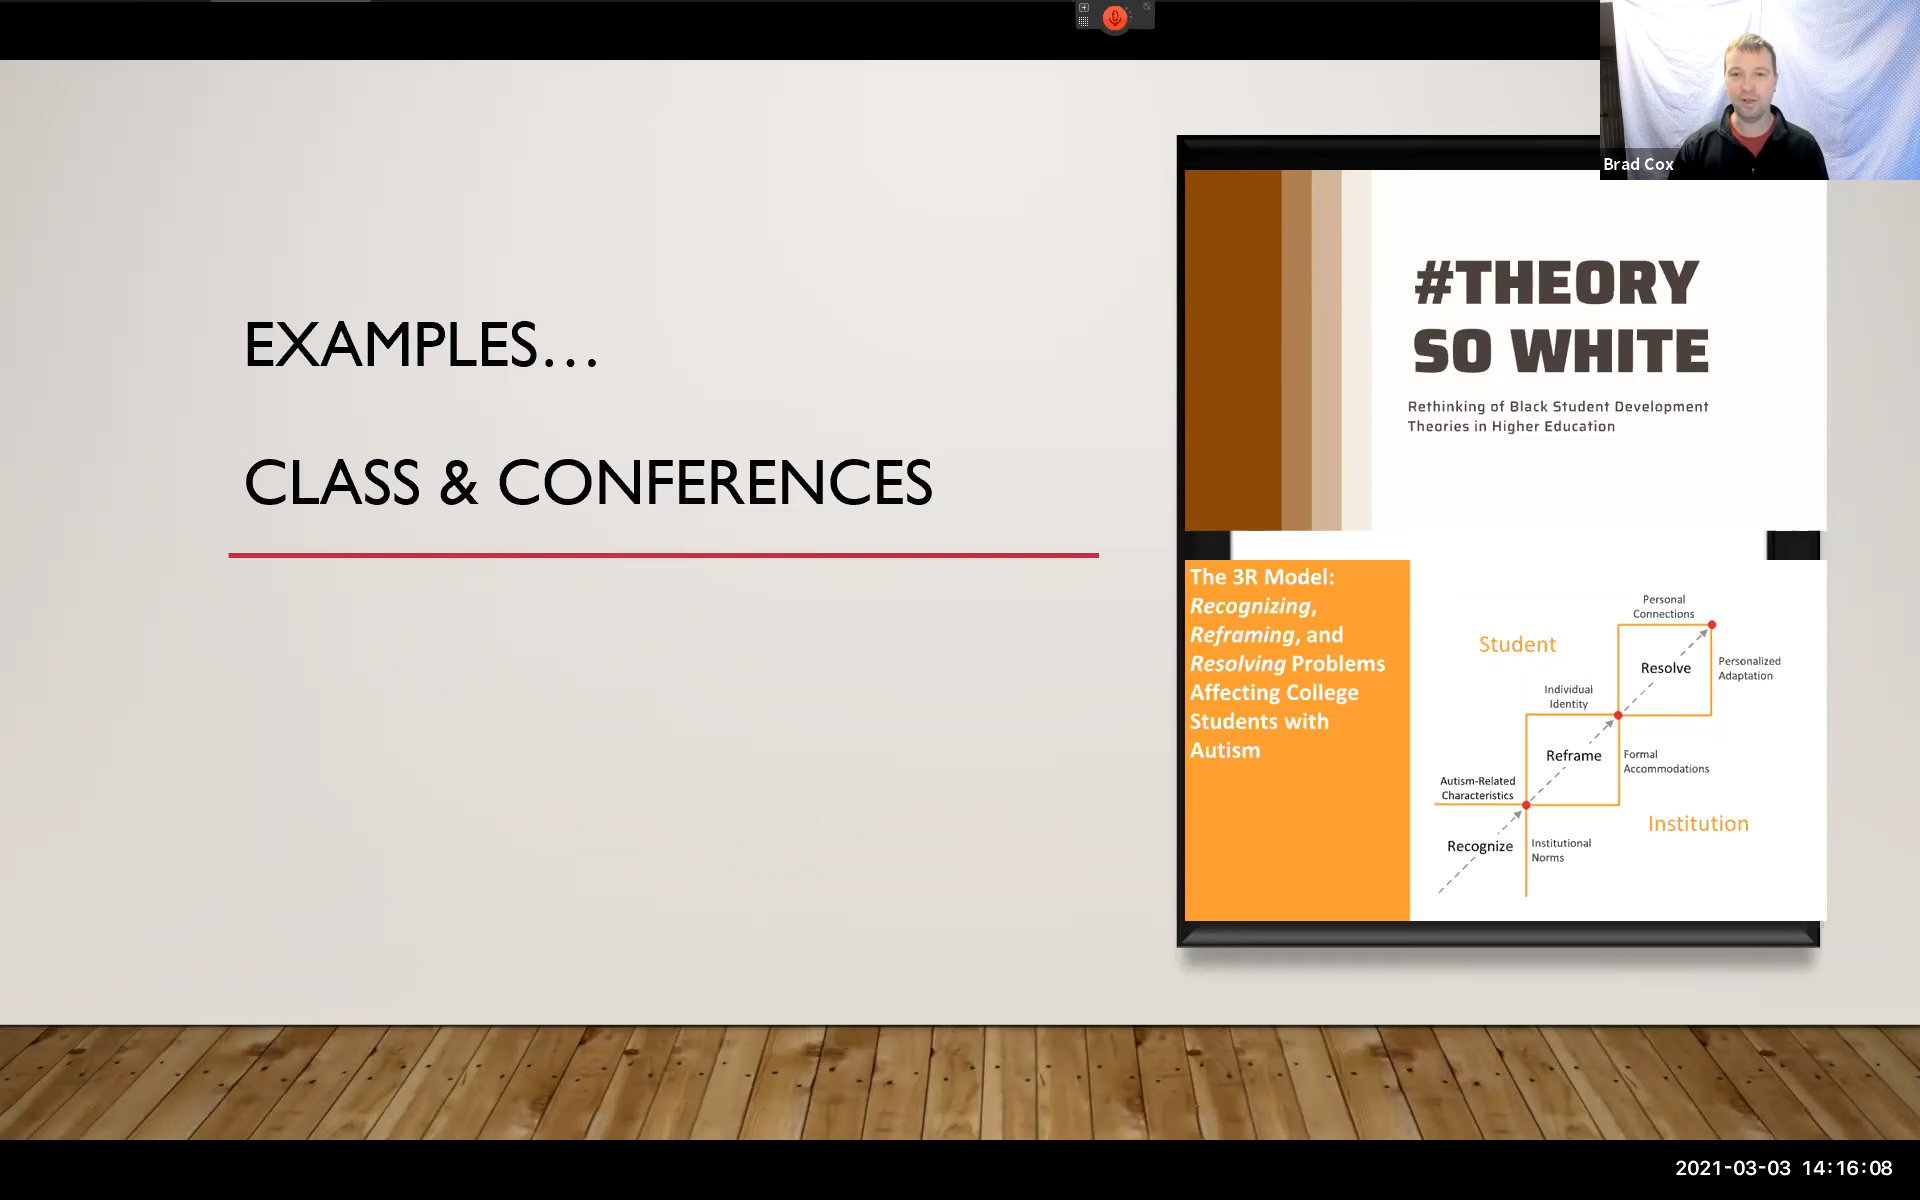 Brad Cox
EXAMPLES...
CLASS & CONFERENCES
#THEORY
SO WHITE
Rethinking of Black Student Development
Theories in Higher Education
The 3R Model:
Recognizing,
Reframing, and
Resolving Problems
Affecting College
Students with
Autism
Student
Personal
Connections
Resolve
Personalized
Adaptation
Individual
Identity
Reframe
Formal
Accommodations
Autism-Related
Characteristics
Institution
Recognize
Institutional
Norms
2021-03-03 14:16:08